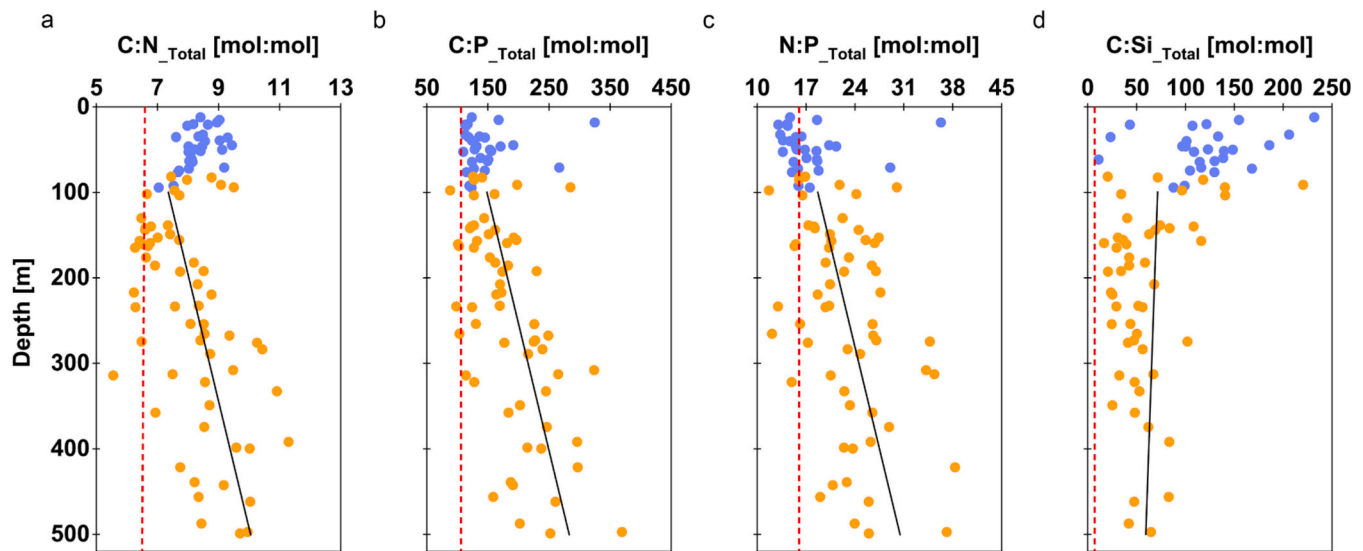 a b c d
C:N_Total [mol:mol] C:P_Total [mol:mol] N:P_Total [mol:mol] C:Si_Total [mol:mol]
5 7 9 11 13 50 150 250 350 450 10 17 24 31 38 45 0 50 100 150 200 250
0
100
200
300
400
500
Depth [m]